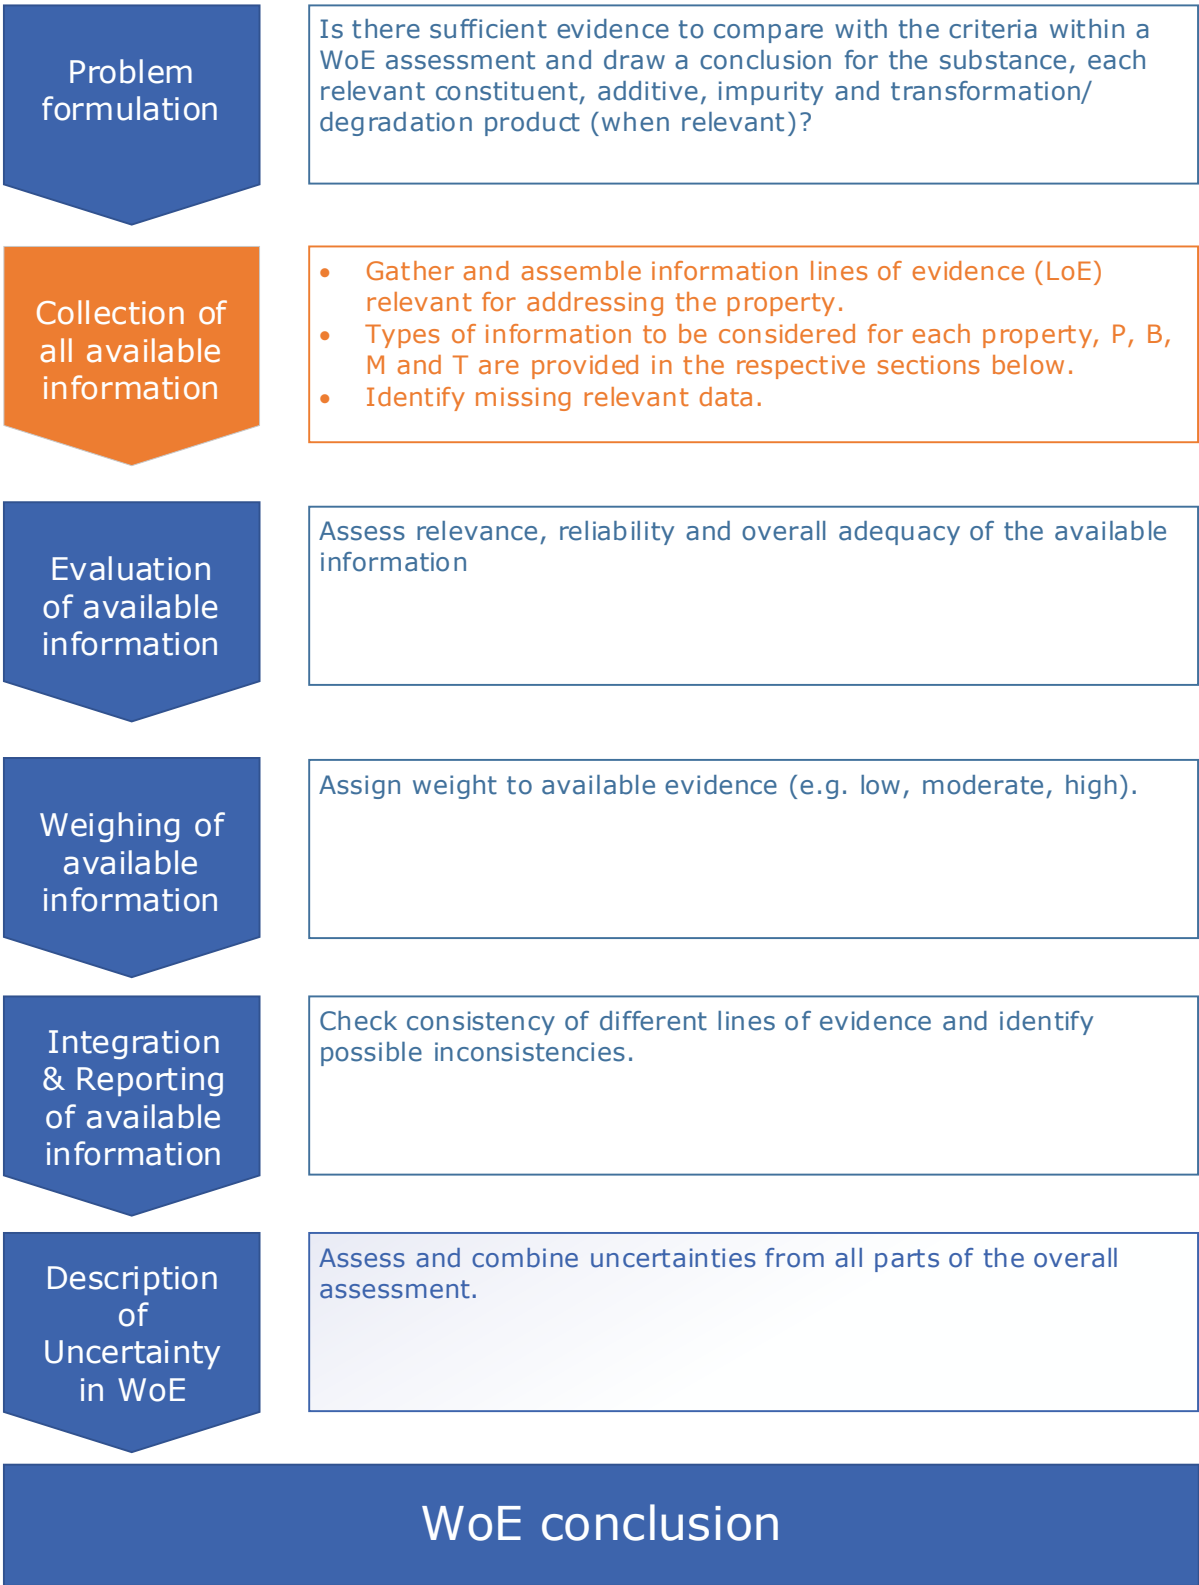 Problem
formulation
Is there sufficient evidence to compare with the criteria within a
WoE assessment and draw a conclusion for the substance, each
relevant constituent, additive, impurity and transformation/
degradation product (when relevant)?
Collection of
all available
information
• Gather and assemble information lines of evidence (LoE)
relevant for addressing the property.
• Types of information to be considered for each property, P, B,
M and T are provided in the respective sections below.
• Identify missing relevant data.
Evaluation
of available
information
Assess relevance, reliability and overall adequacy of the available
information
Weighing of
available
information
Assign weight to available evidence (e.g. low, moderate, high).
Integration
& Reporting
of available
information
Check consistency of different lines of evidence and identify
possible inconsistencies.
Description
of
Uncertainty
in WoE
Assess and combine uncertainties from all parts of the overall
assessment.
WoE conclusion